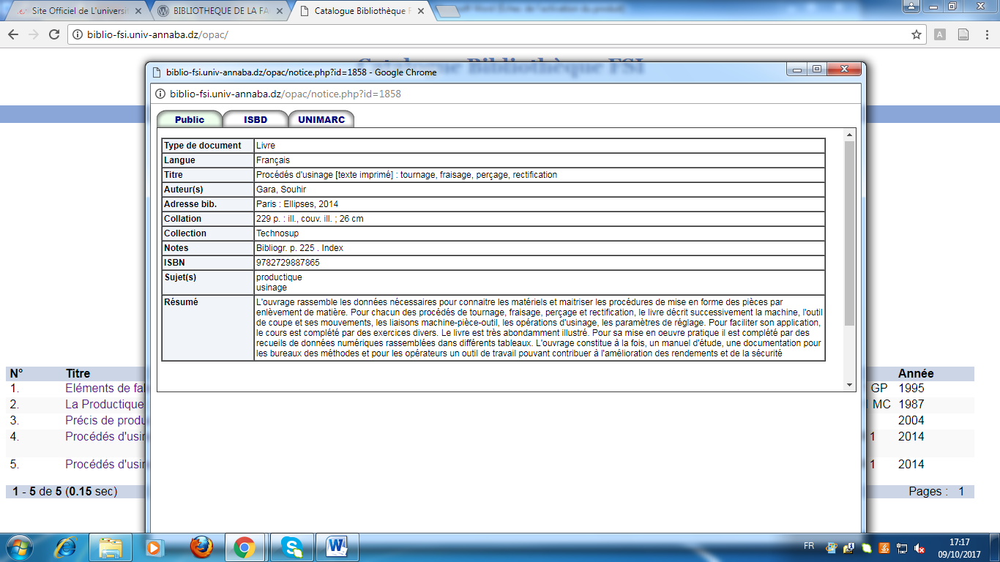 Site Officiel de L'universi
BIBLIOTHEQUE DE LA FA
Catalogue Bibliothèque F
biblio-fsi.univ-annaba.dz/opac/
Catalogue Bibliothèque FSI
biblio-fsi.univ-annaba.dz/opac/notice.php?id=1858 - Google Chrome
biblio-fsi.univ-annaba.dz/opac/notice.php?id=1858
Public ISBD UNIMARC
Type de document Livre
Langue Français
Titre Procédés d'usinage [texte imprimé] : tournage, fraisage, perçage, rectification
Auteur(s) Gara, Souhir
Adresse bib. Paris : Ellipses, 2014
Collation 229 p. : ill., couv. ill. ; 26 cm
Collection Technosup
Notes Bibliogr. p. 225 . Index
ISBN 9782729887865
Sujet(s) productique
usinage
Résumé L'ouvrage rassemble les données nécessaires pour connaitre les matériels et maitriser les procédures de mise en forme des pièces par
enlèvement de matière. Pour chacun des procédés de tournage, fraisage, perçage et rectification, le livre décrit successivement la machine, l'outil
de coupe et ses mouvements, les liaisons machine-pièce-outil, les opérations d'usinage, les paramètres de réglage. Pour faciliter son application,
le cours est complété par des exercices divers. Le livre est très abondamment illustré. Pour sa mise en oeuvre pratique il est complété par des
recueils de données numériques rassemblées dans différents tableaux. L'ouvrage constitue à la fois, un manuel d'étude, une documentation pour
les bureaux des méthodes et pour les opérateurs un outil de travail pouvant contribuer à l'amélioration des rendements et de la sécurité
N° Titre Année
1. Eléments de fa GP 1995
2. La Productique MC 1987
3. Précis de produ 2004
4. Procédés d'usin 1 2014
5. Procédés d'usin 1 2014
1 - 5 de 5 (0.15 sec) Pages : 1
FR 17:17
09/10/2017